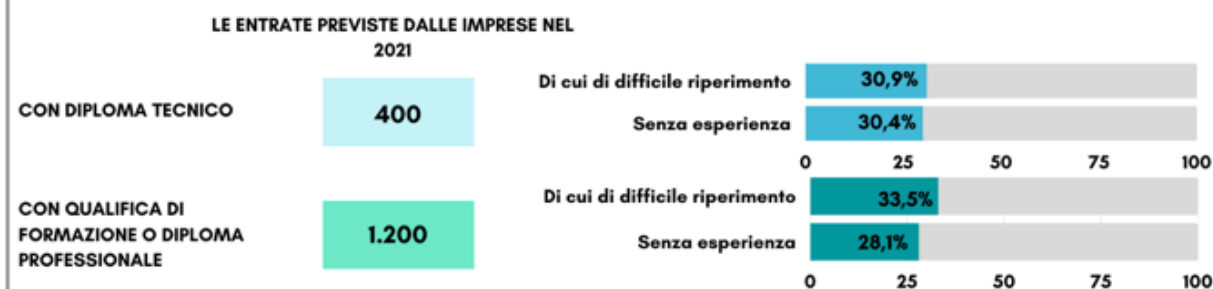 LE ENTRATE PREVISTE DALLE IMPRESE NEL
2021
CON DIPLOMA TECNICO
400
Di cui di difficile riperimento
30,9%
Senza esperienza
30,4%
0 25 50 75 100
CON QUALIFICA DI
FORMAZIONE O DIPLOMA
PROFESSIONALE
1.200
Di cui di difficile riperimento
33,5%
Senza esperienza
28,1%
0 25 50 75 100